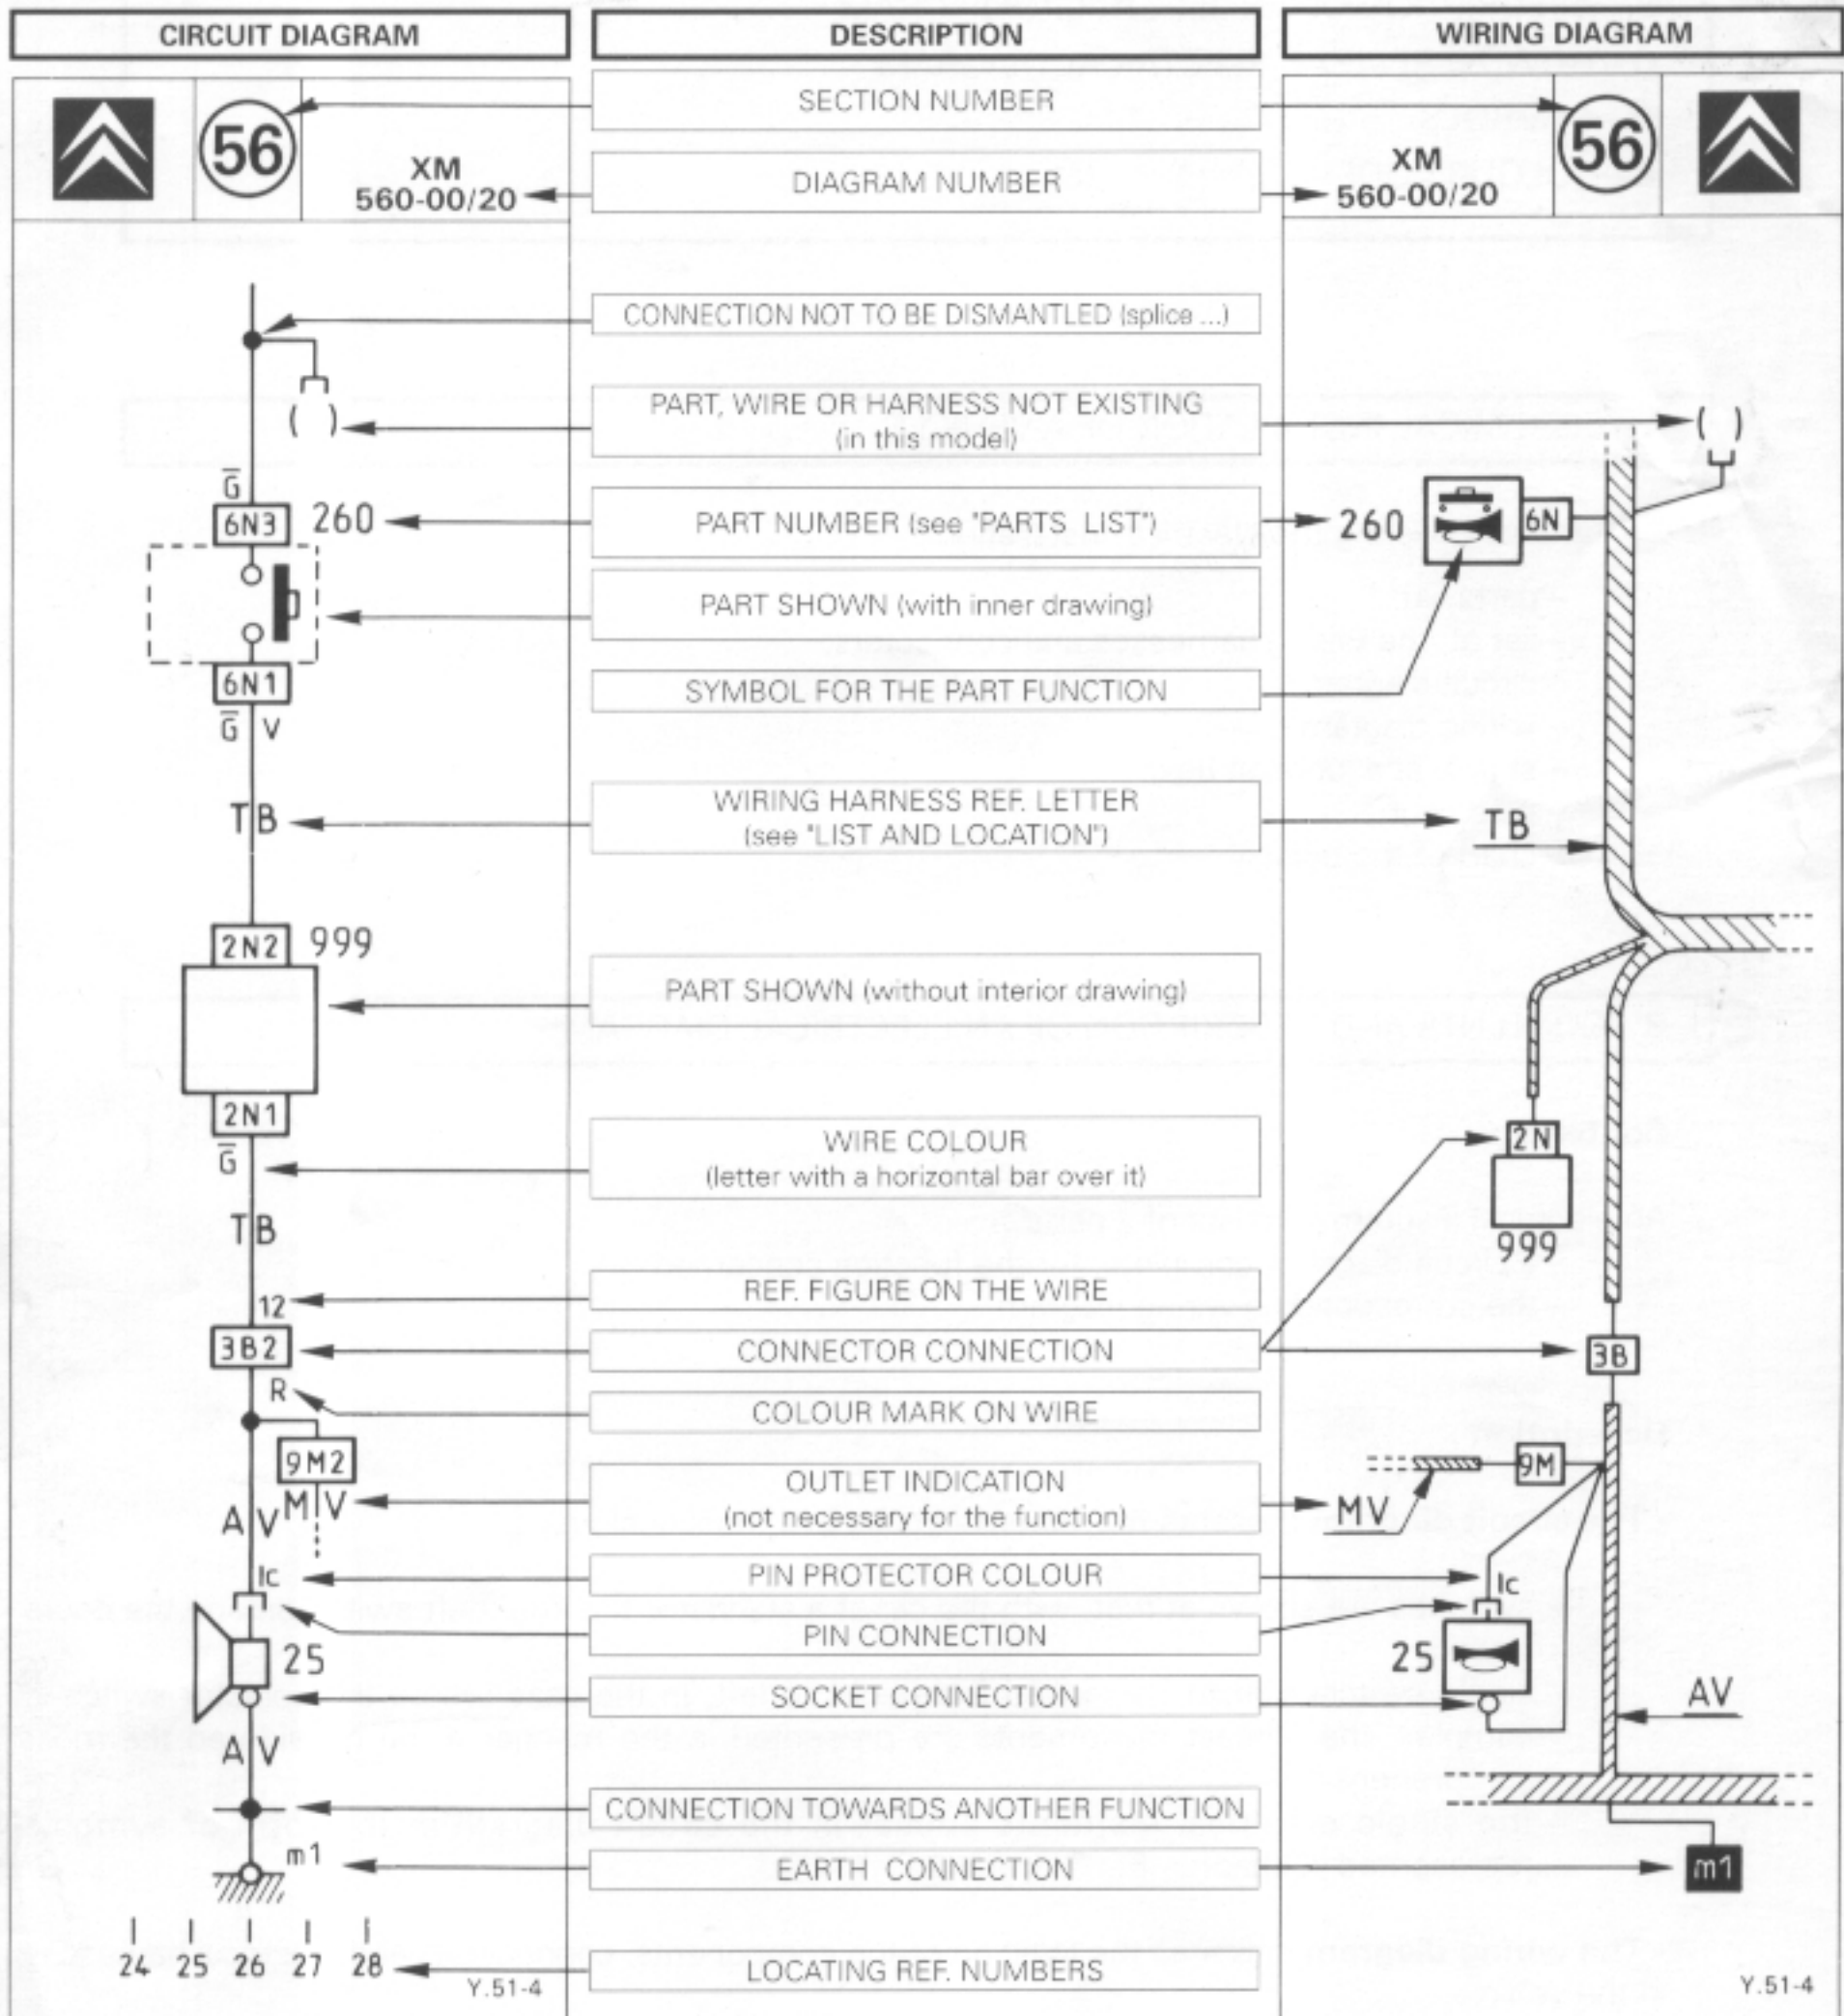 CIRCUIT DIAGRAM
DESCRIPTION
WIRING DIAGRAM
56
XM
560-00/20
SECTION NUMBER
DIAGRAM NUMBER
XM
560-00/20
56
CONNECTION NOT TO BE DISMANTLED (splice ...)
( )
PART, WIRE OR HARNESS NOT EXISTING
(in this model)
( )
G̅
6N3 260
PART NUMBER (see "PARTS LIST")
260 6N
PART SHOWN (with inner drawing)
6N1
SYMBOL FOR THE PART FUNCTION
G̅ V
TB
WIRING HARNESS REF. LETTER
(see "LIST AND LOCATION")
TB
2N2 999
PART SHOWN (without interior drawing)
2N1
G̅
WIRE COLOUR
(letter with a horizontal bar over it)
2N
999
TB
12
REF. FIGURE ON THE WIRE
3B2
CONNECTOR CONNECTION
3B
R
COLOUR MARK ON WIRE
9M2
9M
AV MV
OUTLET INDICATION
(not necessary for the function)
MV
Ic
PIN PROTECTOR COLOUR
Ic
PIN CONNECTION
25
25
SOCKET CONNECTION
AV
AV
CONNECTION TOWARDS ANOTHER FUNCTION
m1
EARTH CONNECTION
m1
24 25 26 27 28
LOCATING REF. NUMBERS
Y.51-4
Y.51-4